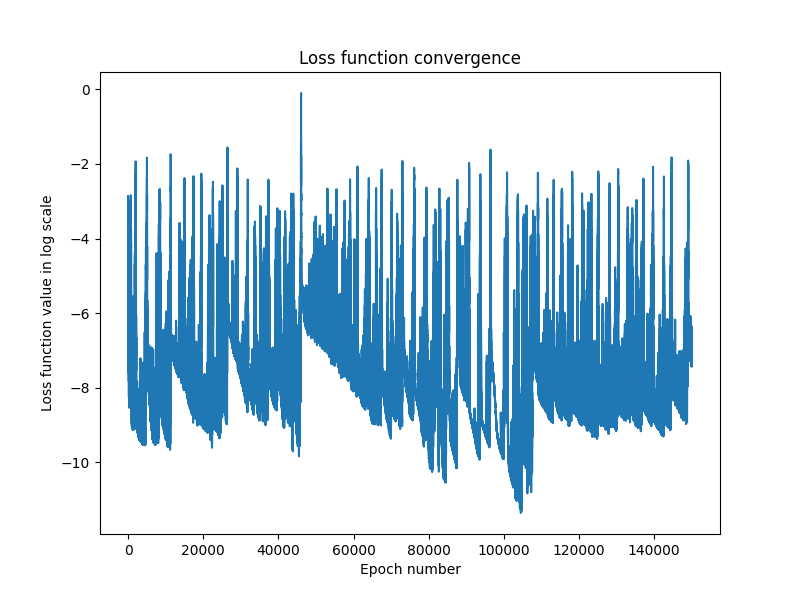 Loss function convergence
Loss function value in log scale
0
−2
−4
−6
−8
−10
0 20000 40000 60000 80000 100000 120000 140000
Epoch number